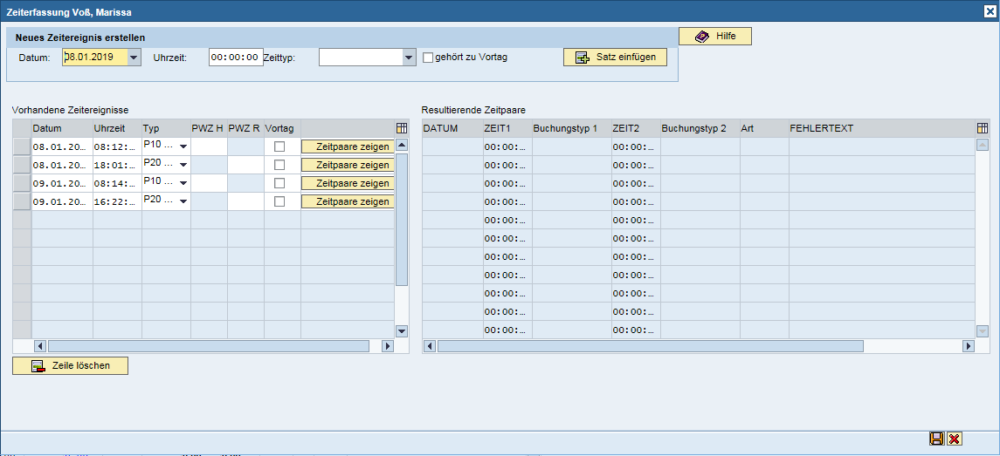 Zeiterfassung Voß, Marissa
Neues Zeitereignis erstellen
Hilfe
Datum: 08.01.2019 Uhrzeit: 00:00:00 Zeittyp: gehört zu Vortag Satz einfügen
Vorhandene Zeitereignisse
Datum Uhrzeit Typ PWZ H PWZ R Vortag
08.01.20… 08:12:… P10 … Zeitpaare zeigen
08.01.20… 18:01:… P20 … Zeitpaare zeigen
09.01.20… 08:14:… P10 … Zeitpaare zeigen
09.01.20… 16:22:… P20 … Zeitpaare zeigen
Zeile löschen
Resultierende Zeitpaare
DATUM ZEIT1 Buchungstyp 1 ZEIT2 Buchungstyp 2 Art FEHLERTEXT
00:00:… 00:00:…
00:00:… 00:00:…
00:00:… 00:00:…
00:00:… 00:00:…
00:00:… 00:00:…
00:00:… 00:00:…
00:00:… 00:00:…
00:00:… 00:00:…
00:00:… 00:00:…
00:00:… 00:00:…
00:00:… 00:00:…